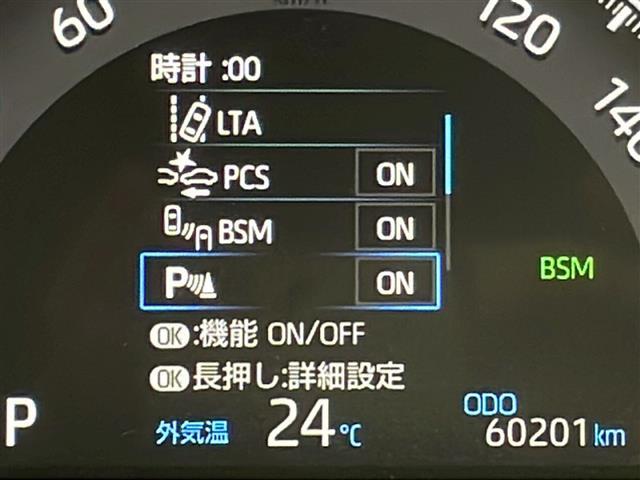 60
120
140
時計 :00
LTA
PCS ON
BSM ON
BSM
P ON
OK:機能 ON/OFF
OK長押し:詳細設定
P
外気温 24℃
ODO
60201km